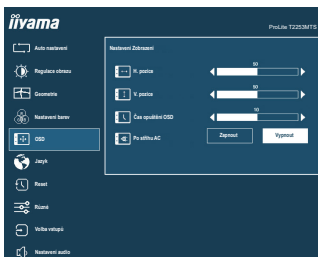 iiyama
ProLite T2253MTS
Auto nastavení
Regulace obrazu
Geometrie
Nastavení barev
OSD
Jazyk
Reset
Různé
Volba vstupů
Nastavení audio
Nastavení Zobrazení
H. pozice
50
V. pozice
50
Čas opuštění OSD
10
Po střihu AC
Zapnout
Vypnout